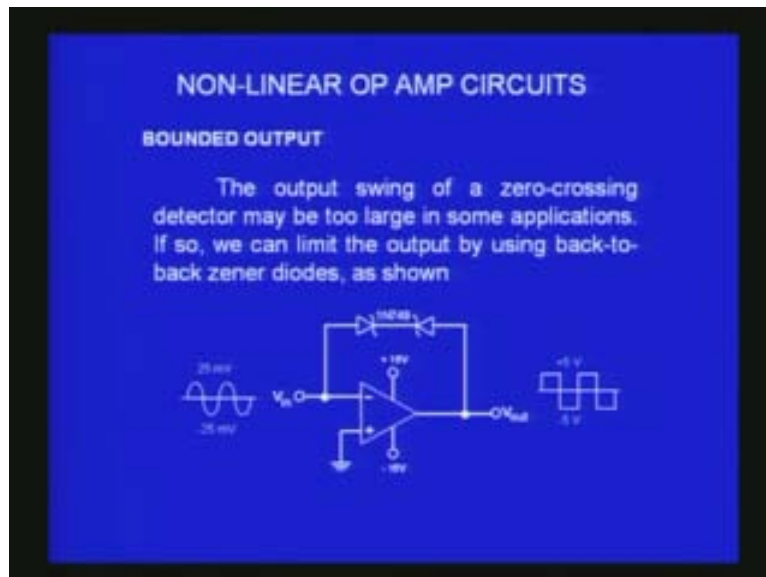 NON-LINEAR OP AMP CIRCUITS
BOUNDED OUTPUT
The output swing of a zero-crossing
detector may be too large in some applications.
If so, we can limit the output by using back-to-
back zener diodes, as shown
25 mV
-25 mV
Vin
-
+
Vout
+5 V
-5 V